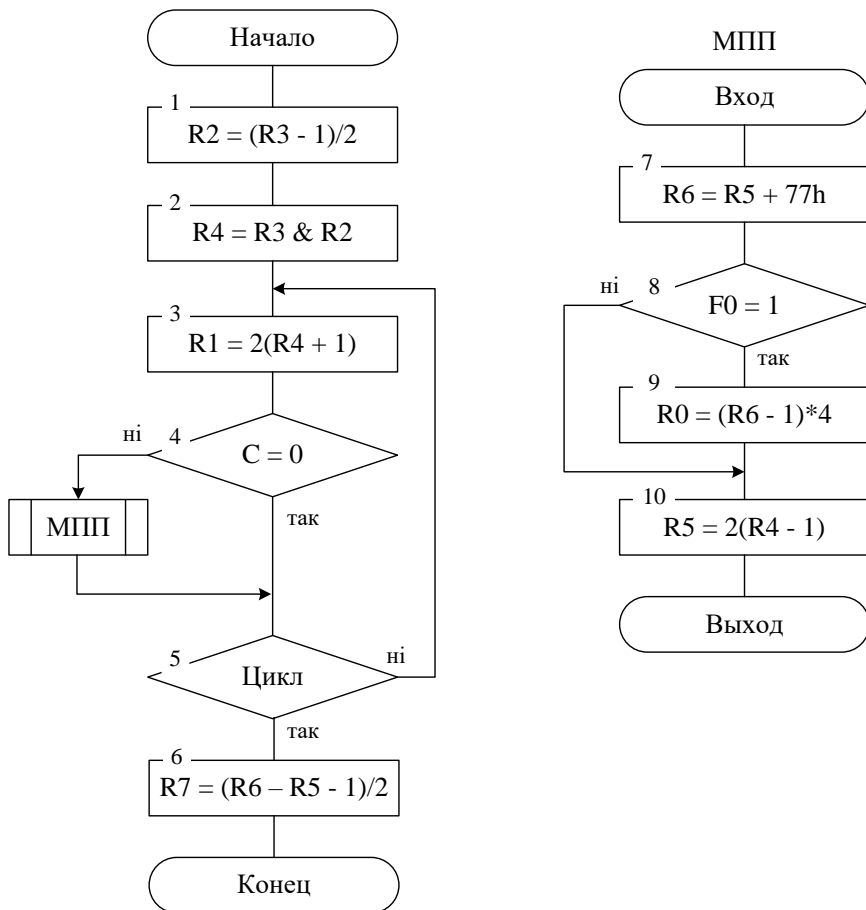 Начало
1
R2 = (R3 - 1)/2
2
R4 = R3 & R2
3
R1 = 2(R4 + 1)
ні
4
C = 0
МПП
так
5
Цикл
ні
так
6
R7 = (R6 – R5 - 1)/2
Конец
МПП
Вход
7
R6 = R5 + 77h
ні
8
F0 = 1
так
9
R0 = (R6 - 1)*4
10
R5 = 2(R4 - 1)
Выход